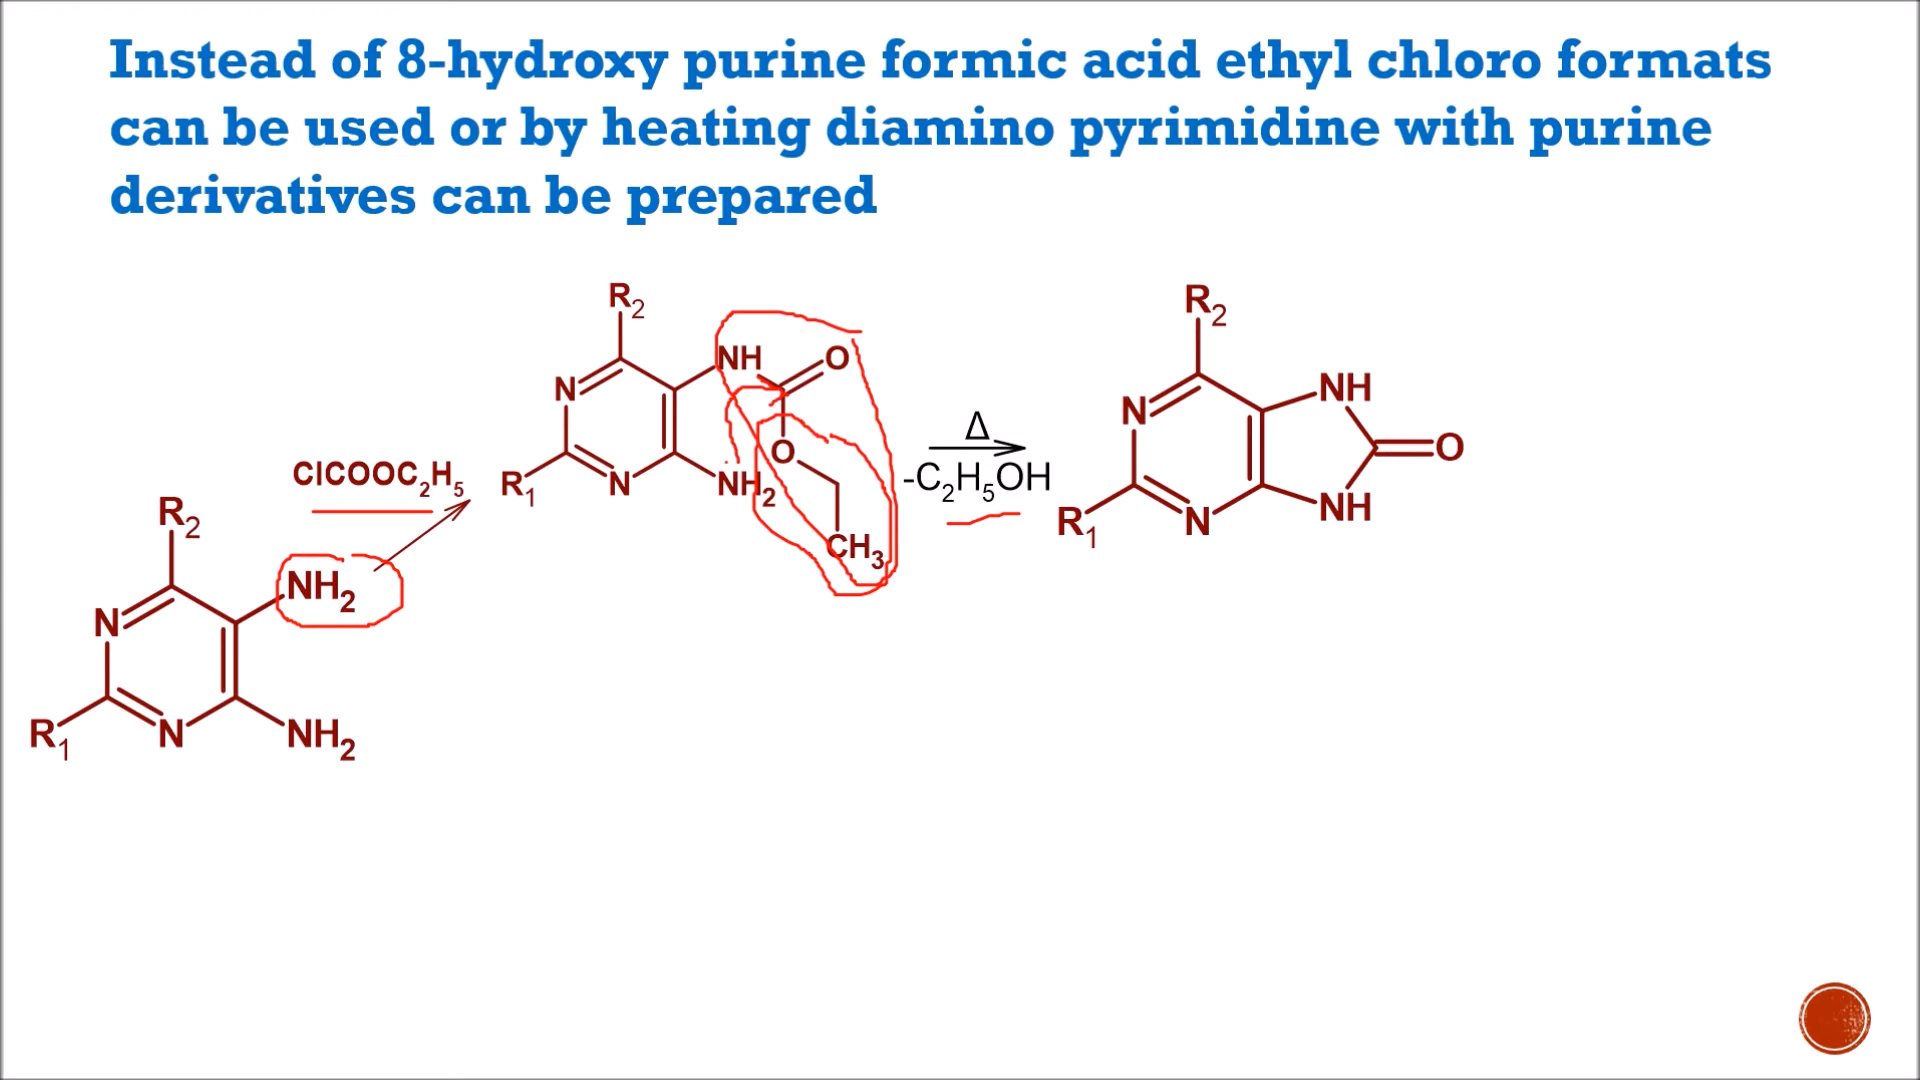 Instead of 8-hydroxy purine formic acid ethyl chloro formats
can be used or by heating diamino pyrimidine with purine
derivatives can be prepared
R2
NH
O
N
O
R1
N
NH2
CH3
ClCOOC2H5
Δ
-C2H5OH
R2
NH
N
O
R1
N
NH
R2
NH2
N
R1
N
NH2